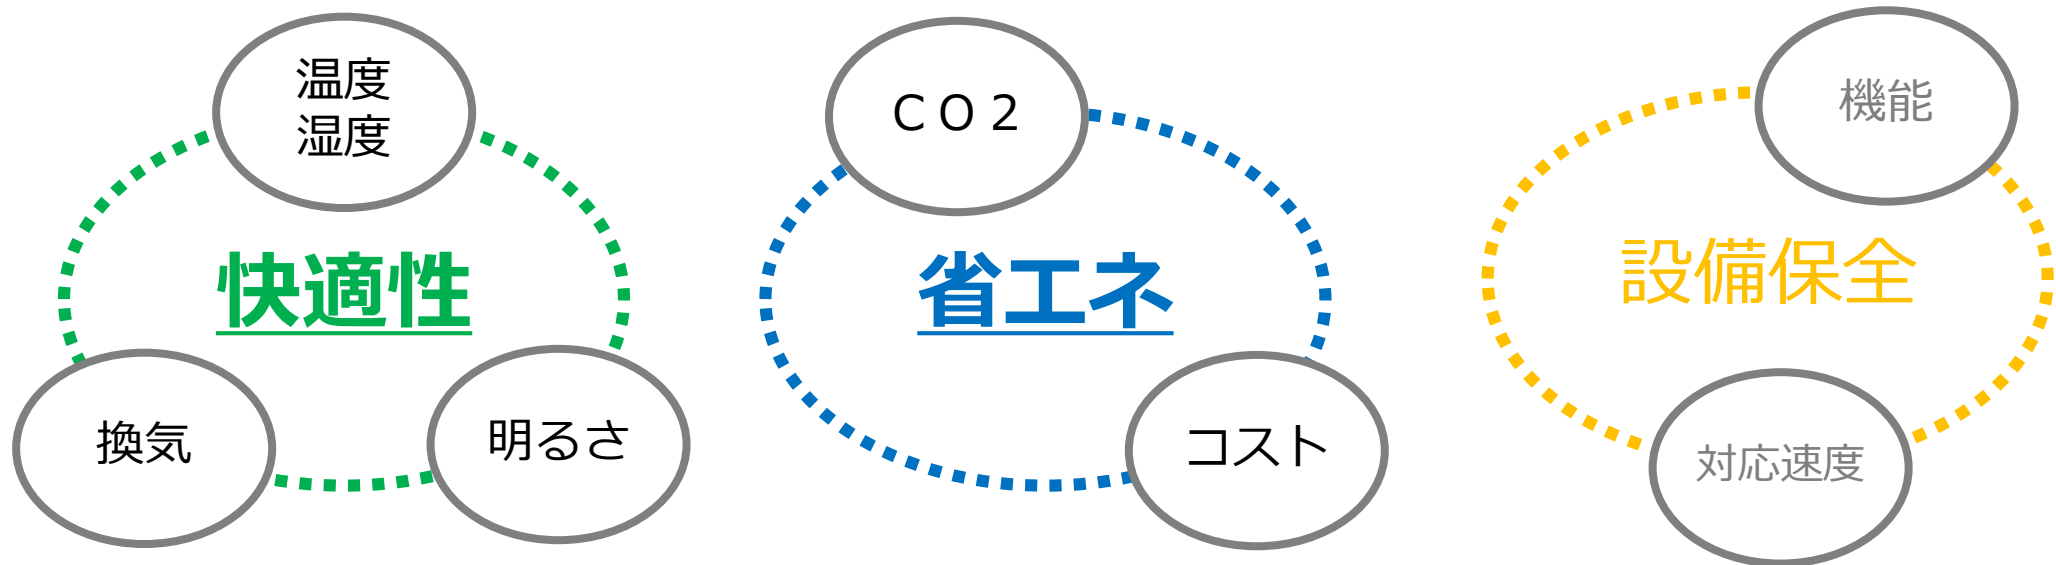 温度
湿度
快適性
換気
明るさ
ＣＯ２
省エネ
コスト
機能
設備保全
対応速度